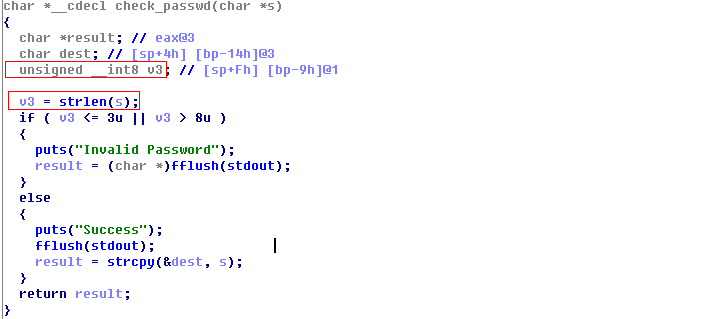 char *__cdecl check_passwd(char *s)
{
char *result; // eax@3
char dest; // [sp+4h] [bp-14h]@3
unsigned __int8 v3; // [sp+Fh] [bp-9h]@1
v3 = strlen(s);
if ( v3 <= 3u || v3 > 8u )
{
puts("Invalid Password");
result = (char *)fflush(stdout);
}
else
{
puts("Success");
fflush(stdout);
result = strcpy(&dest, s);
}
return result;
}